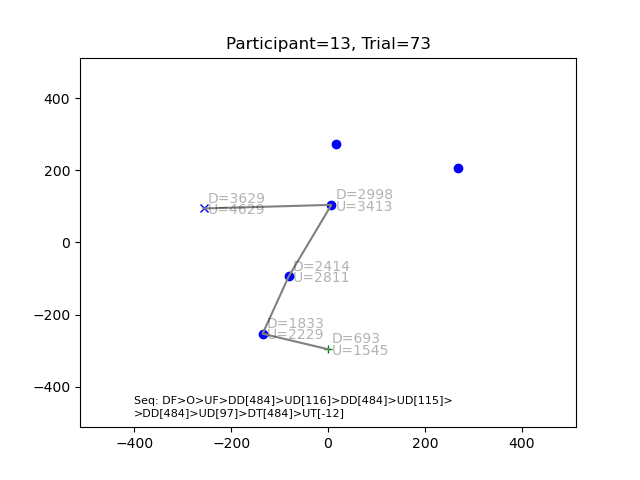 Participant=13, Trial=73
400
200
0
−200
−400
D=3629
U=4629
D=2998
U=3413
D=2414
U=2811
D=1833
U=2229
D=693
U=1545
Seq: DF>O>UF>DD[484]>UD[116]>DD[484]>UD[115]>
>DD[484]>UD[97]>DT[484]>UT[-12]
−400 −200 0 200 400